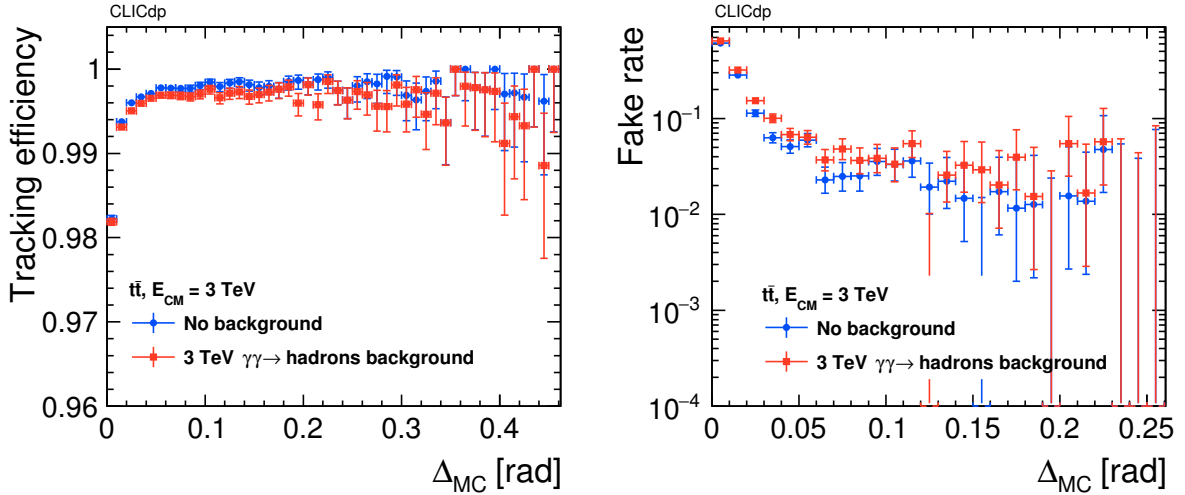 CLICdp
Tracking efficiency
1
0.99
0.98
0.97
0.96
tt̄, E_CM = 3 TeV
No background
3 TeV γγ→ hadrons background
0 0.1 0.2 0.3 0.4
Δ_MC [rad]
CLICdp
Fake rate
10⁻¹
10⁻²
10⁻³
10⁻⁴
tt̄, E_CM = 3 TeV
No background
3 TeV γγ→ hadrons background
0 0.05 0.1 0.15 0.2 0.25
Δ_MC [rad]